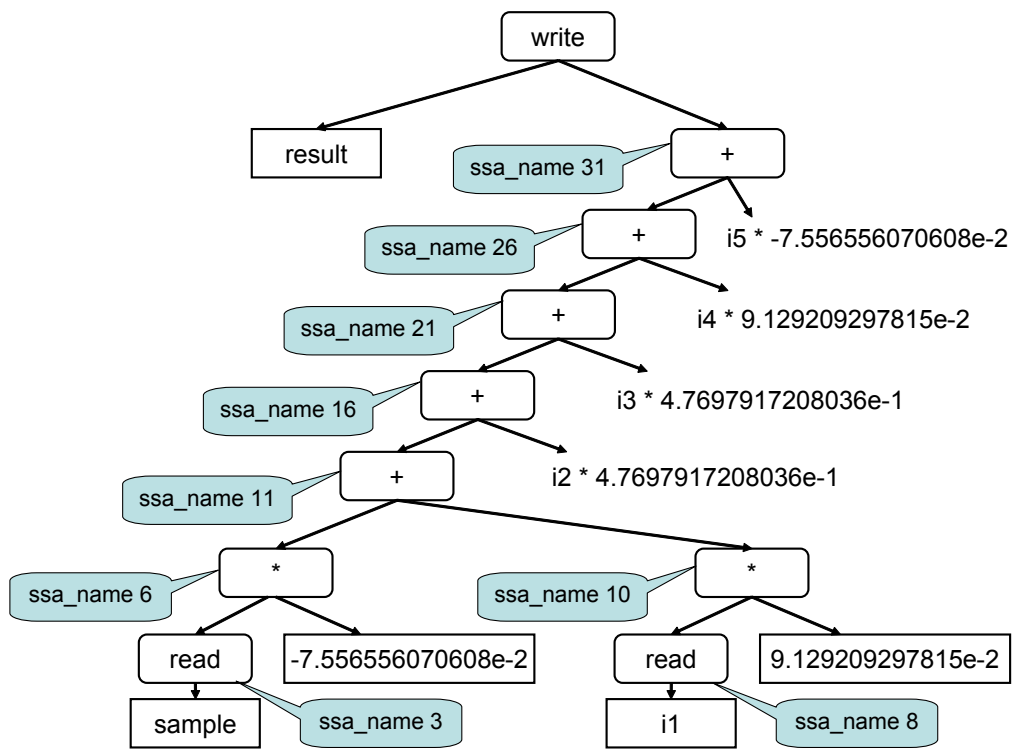 write
result
+
ssa_name 31
+
i5 * -7.556556070608e-2
ssa_name 26
+
i4 * 9.129209297815e-2
ssa_name 21
+
i3 * 4.7697917208036e-1
ssa_name 16
+
i2 * 4.7697917208036e-1
ssa_name 11
*
*
ssa_name 6
ssa_name 10
read
-7.556556070608e-2
read
9.129209297815e-2
sample
ssa_name 3
i1
ssa_name 8